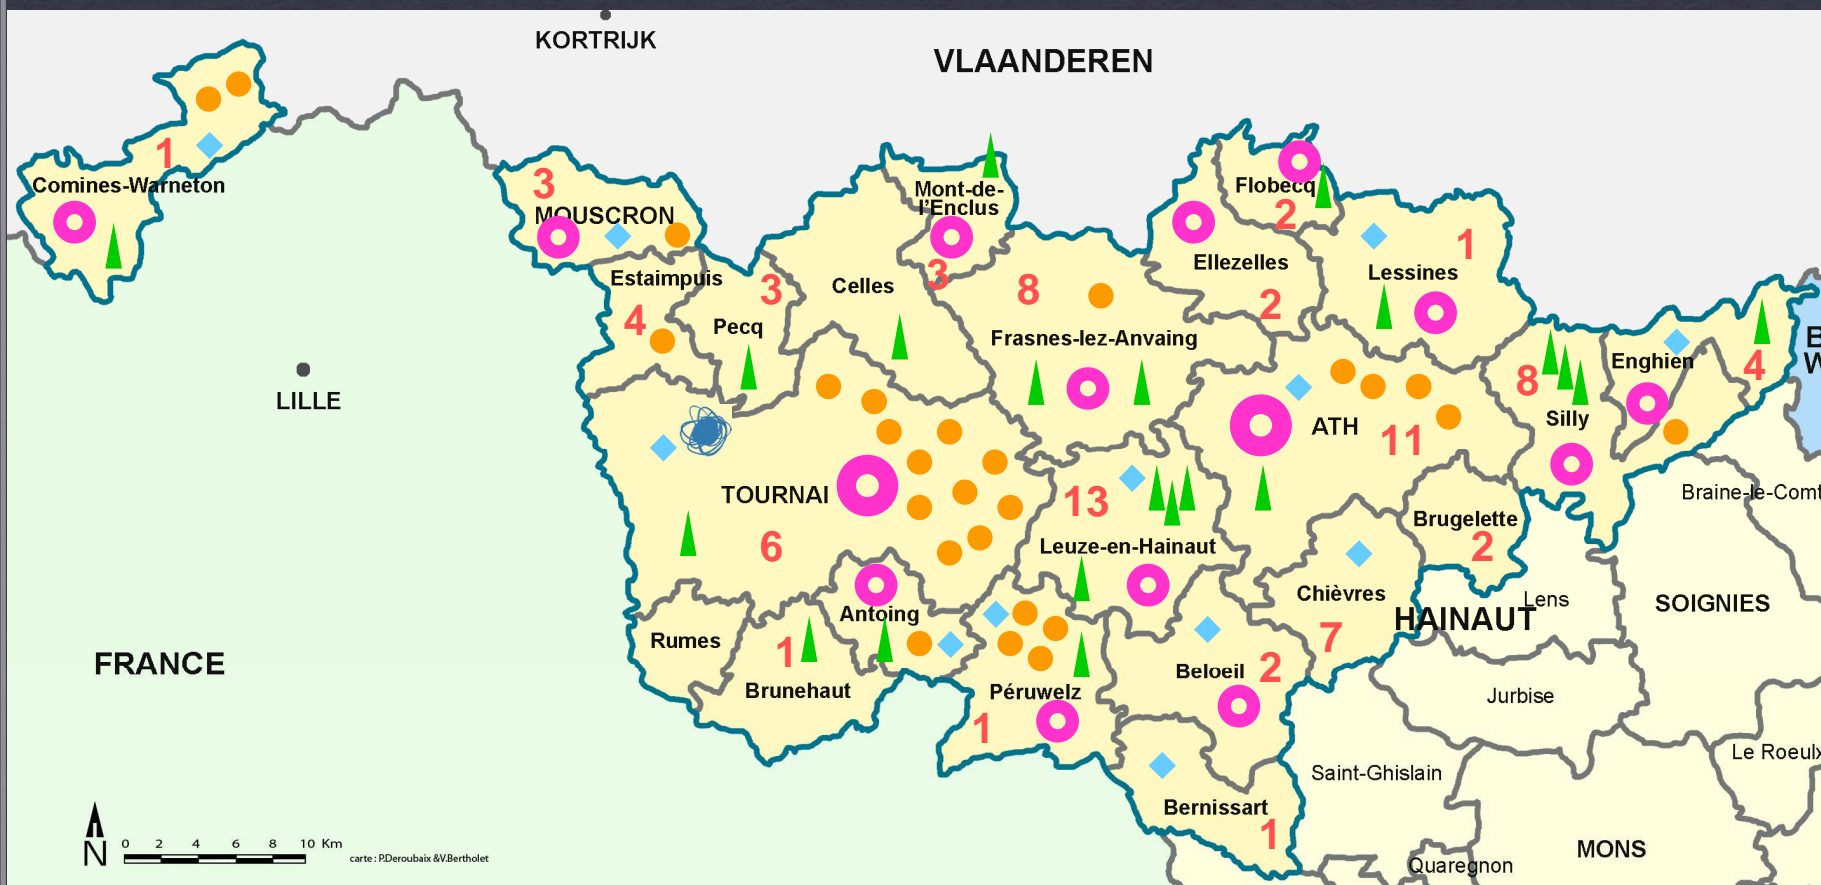 KORTRIJK
VLAANDEREN
1
Comines-Warneton
3
MOUSCRON
Estaimpuis
4
3
Pecq
Celles
Mont-de-
l'Enclus
3
8
Frasnes-lez-Anvaing
Flobecq
2
Ellezelles
2
1
Lessines
8
Silly
Enghien
4
B
W
LILLE
ATH
11
TOURNAI
6
13
Leuze-en-Hainaut
Brugelette
2
Braine-le-Comt
Chièvres
7
HAINAUT
Lens
SOIGNIES
FRANCE
Rumes
1
Brunehaut
Antoing
Péruwelz
1
Beloeil
2
Jurbise
Saint-Ghislain
Le Roeulx
Bernissart
1
MONS
Quaregnon
N
0 2 4 6 8 10 Km
carte : P.Deroubaix &V.Bertholet